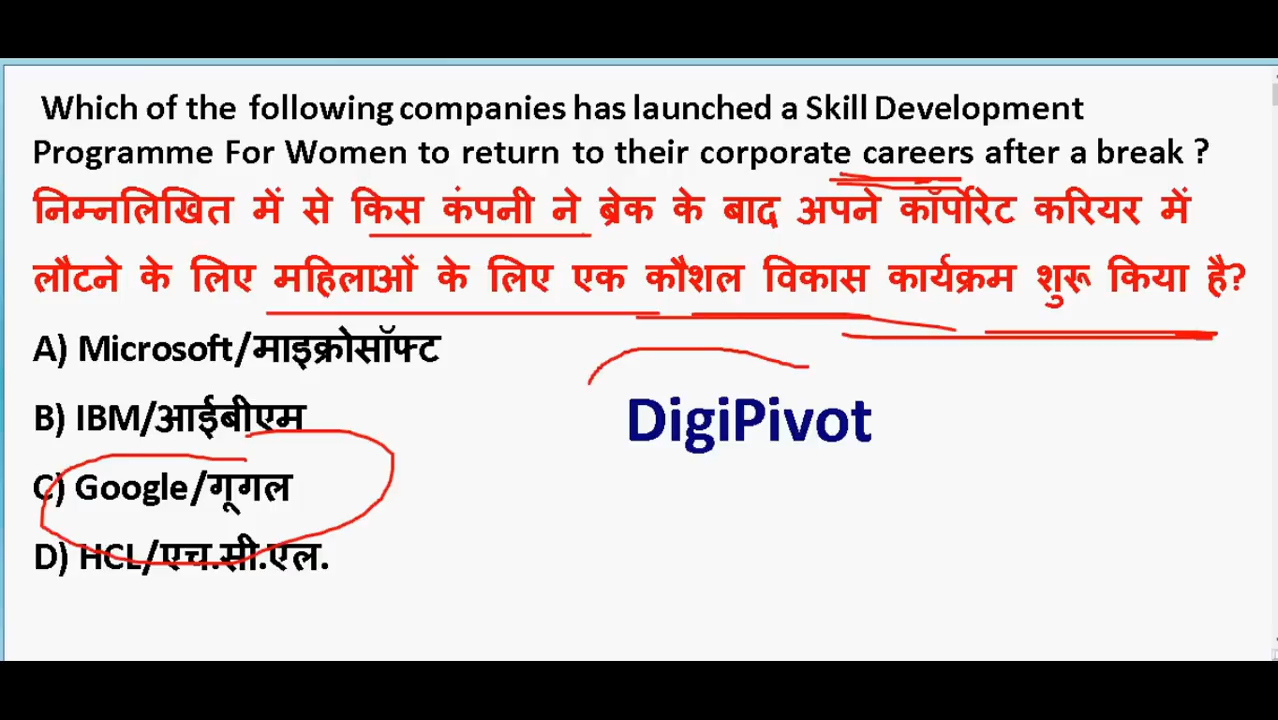 Which of the following companies has launched a Skill Development
Programme For Women to return to their corporate careers after a break ?
निम्नलिखित में से किस कंपनी ने ब्रेक के बाद अपने कॉर्पोरेट करियर में
लौटने के लिए महिलाओं के लिए एक कौशल विकास कार्यक्रम शुरू किया है?
A) Microsoft/माइक्रोसॉफ्ट
B) IBM/आईबीएम
DigiPivot
C) Google/गूगल
D) HCL/एच.सी.एल.